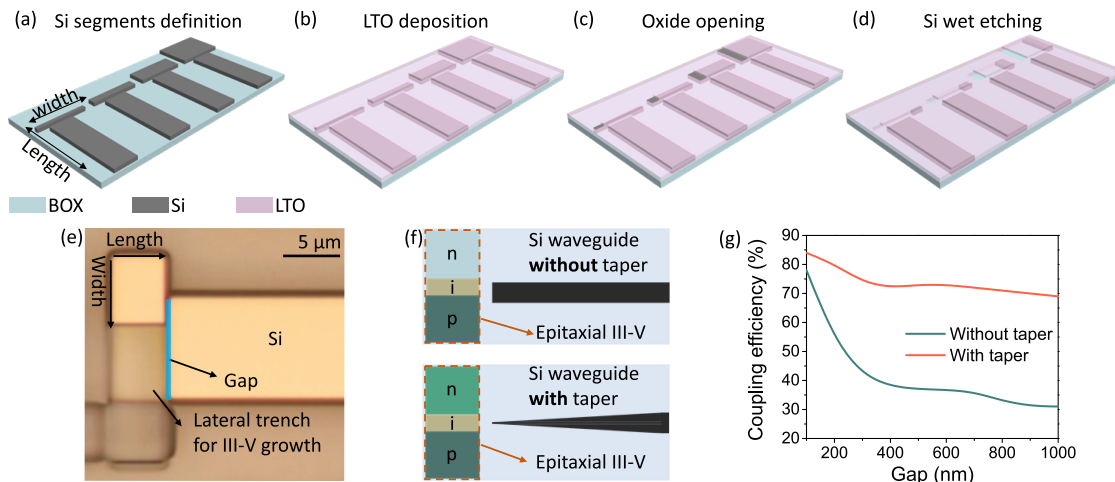 (a) Si segments definition
(b) LTO deposition
(c) Oxide opening
(d) Si wet etching
width
Length
BOX
Si
LTO
(e)
Length
5 μm
Width
Si
Gap
Lateral trench
for III-V growth
(f)
n
i
p
Si waveguide
without taper
Epitaxial III-V
n
i
p
Si waveguide
with taper
Epitaxial III-V
(g)
Coupling efficiency (%)
90
80
70
60
50
40
30
20
Without taper
With taper
200
400
600
800
1000
Gap (nm)